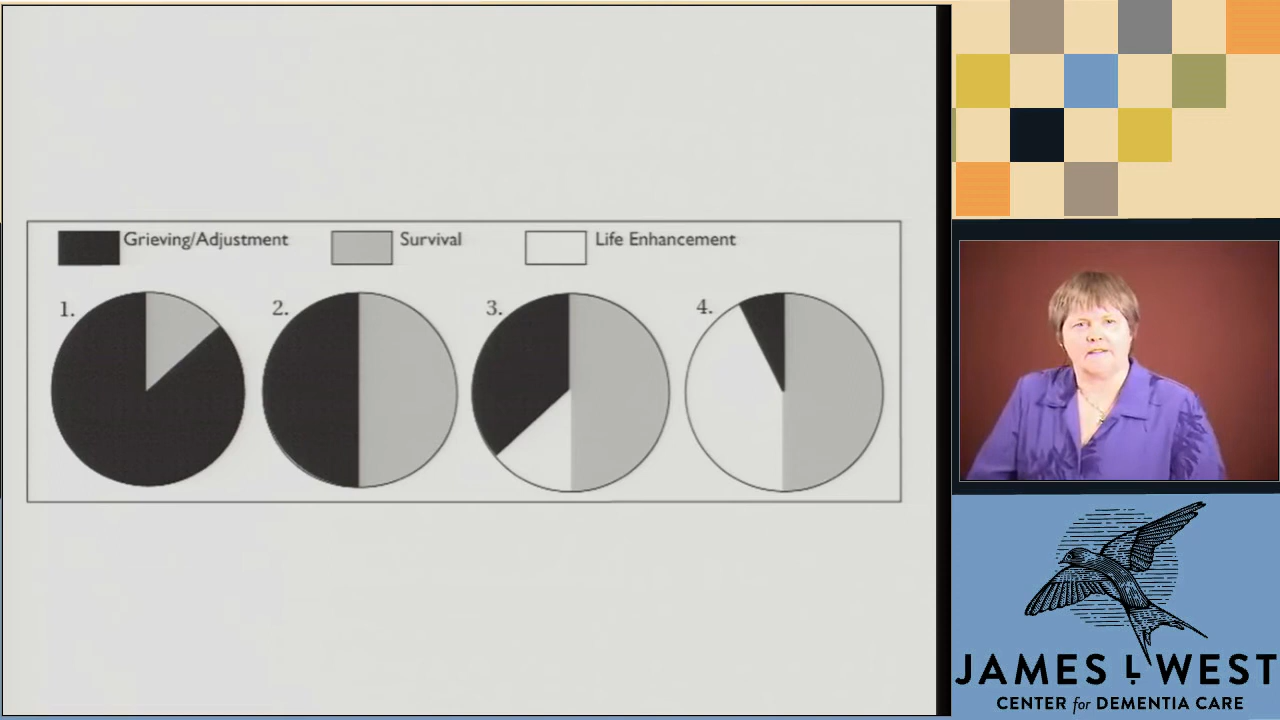 Grieving/Adjustment Survival Life Enhancement
1. 2. 3. 4.
JAMES L WEST
CENTER for DEMENTIA CARE